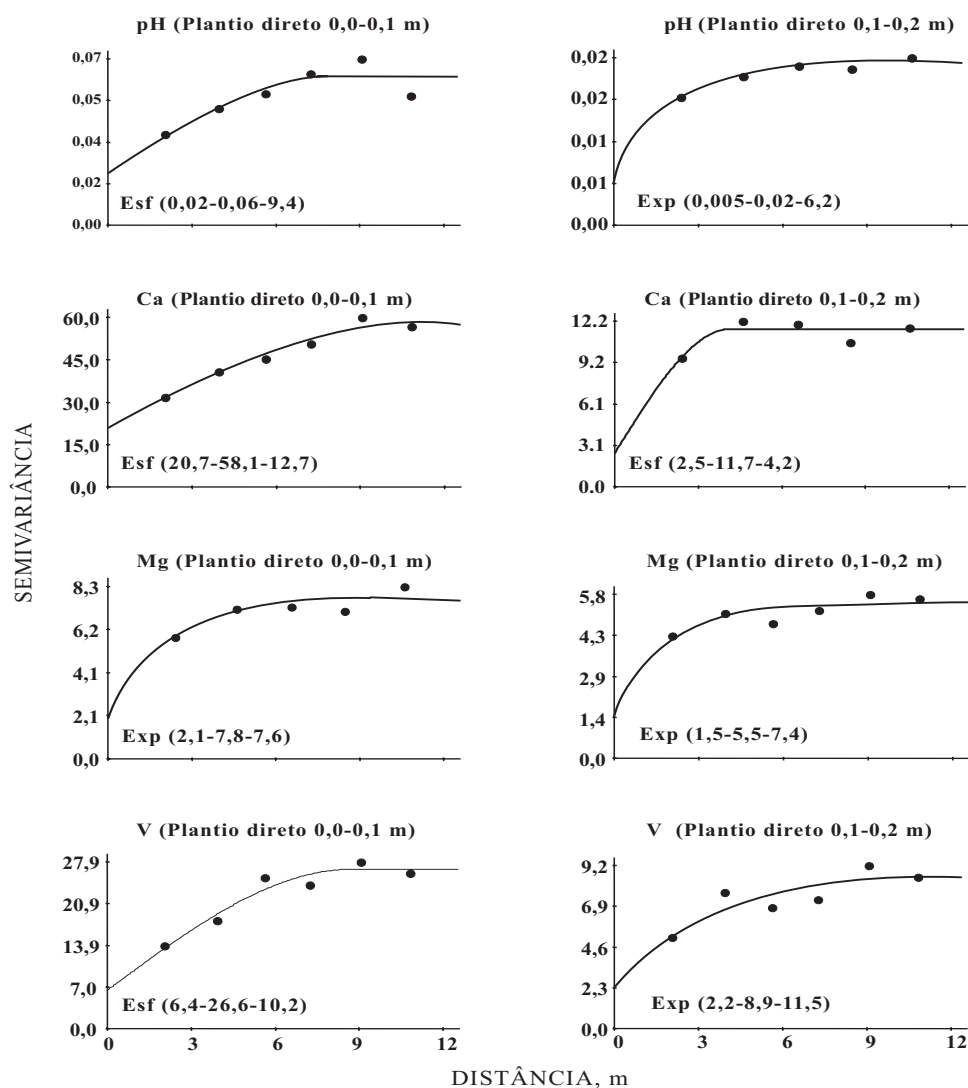 pH (Plantio direto 0,0-0,1 m)
0,07
0,05
0,04
0,02
0,00
Esf (0,02-0,06-9,4)
pH (Plantio direto 0,1-0,2 m)
0,02
0,02
0,01
0,01
0,00
Exp (0,005-0,02-6,2)
Ca (Plantio direto 0,0-0,1 m)
60,0
45,0
30,0
15,0
0,0
Esf (20,7-58,1-12,7)
Ca (Plantio direto 0,1-0,2 m)
12.2
9.2
6.1
3.1
0.0
Esf (2,5-11,7-4,2)
SEMIVARIÂNCIA
Mg (Plantio direto 0,0-0,1 m)
8,3
6,2
4,1
2,1
0,0
Exp (2,1-7,8-7,6)
Mg (Plantio direto 0,1-0,2 m)
5,8
4,3
2,9
1,4
0,0
Exp (1,5-5,5-7,4)
V (Plantio direto 0,0-0,1 m)
27,9
20,9
13,9
7,0
0,0
Esf (6,4-26,6-10,2)
0 3 6 9 12
V (Plantio direto 0,1-0,2 m)
9,2
6,9
4,6
2,3
0,0
Exp (2,2-8,9-11,5)
0 3 6 9 12
DISTÂNCIA, m